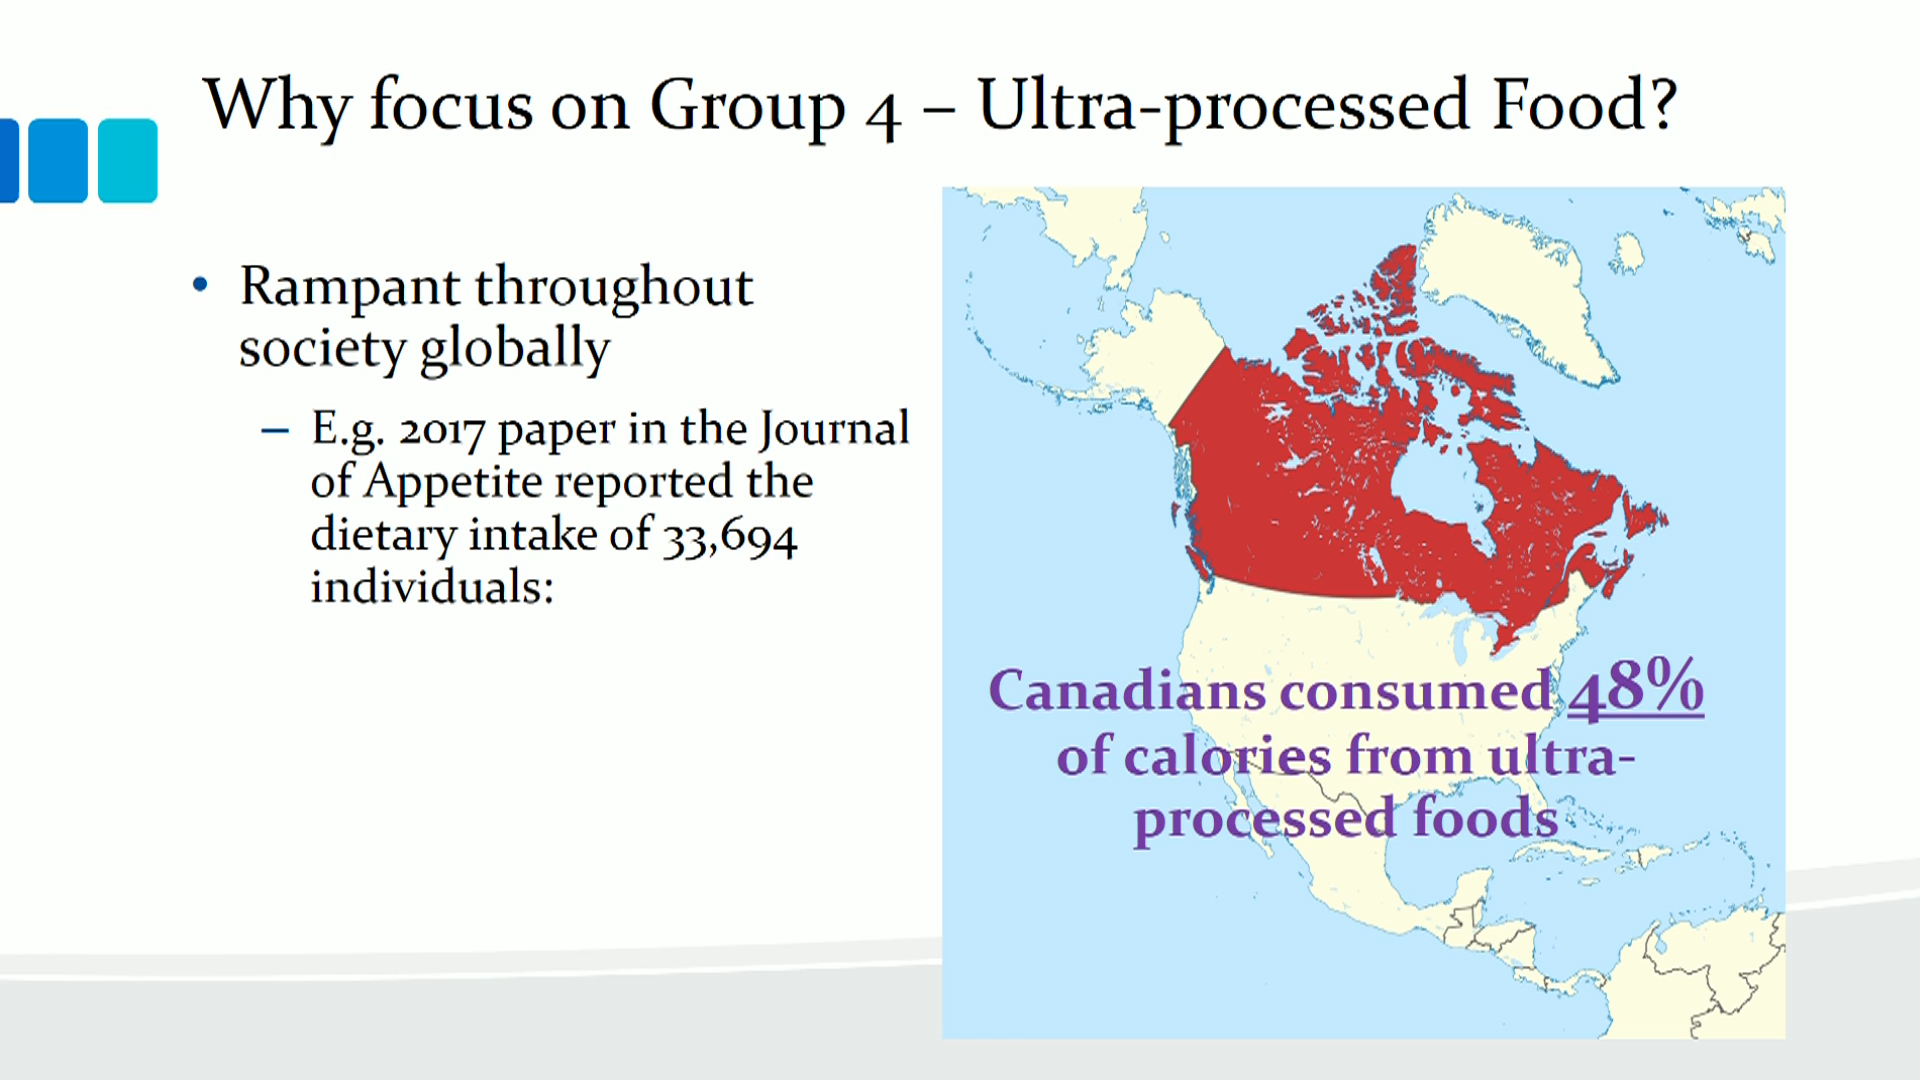 Why focus on Group 4 – Ultra-processed Food?
• Rampant throughout
society globally
– E.g. 2017 paper in the Journal
of Appetite reported the
dietary intake of 33,694
individuals:
Canadians consumed 48%
of calories from ultra-
processed foods